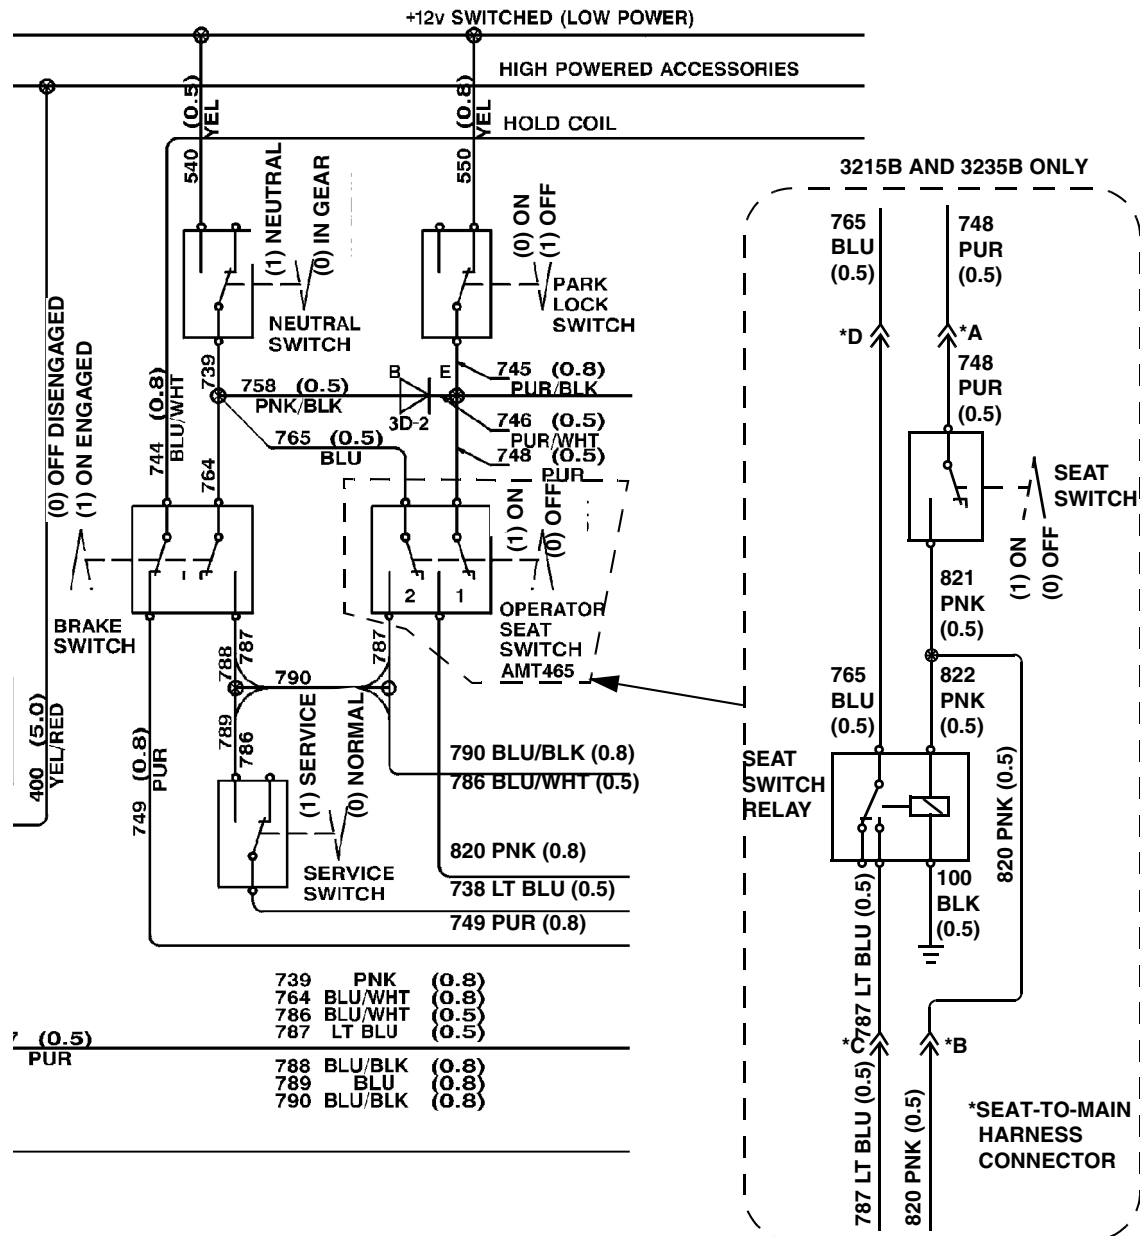 +12v SWITCHED (LOW POWER)
HIGH POWERED ACCESSORIES
HOLD COIL
540 (0.5)
YEL
550 (0.8)
YEL
(1) NEUTRAL
(0) IN GEAR
NEUTRAL
SWITCH
(0) ON
(1) OFF
PARK
LOCK
SWITCH
(0) OFF DISENGAGED
(1) ON ENGAGED
744 (0.8)
BLU/WHT
739
764
758 (0.5)
PNK/BLK
B
E
3D-2
745 (0.8)
PUR/BLK
746 (0.5)
PUR/WHT
748 (0.5)
PUR
765 (0.5)
BLU
(1) ON
(0) OFF
2
1
OPERATOR
SEAT
SWITCH
AMT465
BRAKE
SWITCH
788
787
787
790
789
786
(1) SERVICE
(0) NORMAL
400 (5.0)
YEL/RED
749 (0.8)
PUR
SERVICE
SWITCH
790 BLU/BLK (0.8)
786 BLU/WHT (0.5)
820 PNK (0.8)
738 LT BLU (0.5)
749 PUR (0.8)
739 PNK (0.8)
764 BLU/WHT (0.8)
786 BLU/WHT (0.5)
787 LT BLU (0.5)
(0.5)
PUR
788 BLU/BLK (0.8)
789 BLU (0.8)
790 BLU/BLK (0.8)
3215B AND 3235B ONLY
765
BLU
(0.5)
748
PUR
(0.5)
*D
*A
748
PUR
(0.5)
SEAT
SWITCH
(1) ON
(0) OFF
821
PNK
(0.5)
765
BLU
(0.5)
822
PNK
(0.5)
SEAT
SWITCH
RELAY
820 PNK (0.5)
100
BLK
(0.5)
787 LT BLU (0.5)
*C
*B
787 LT BLU (0.5)
820 PNK (0.5)
*SEAT-TO-MAIN
HARNESS
CONNECTOR